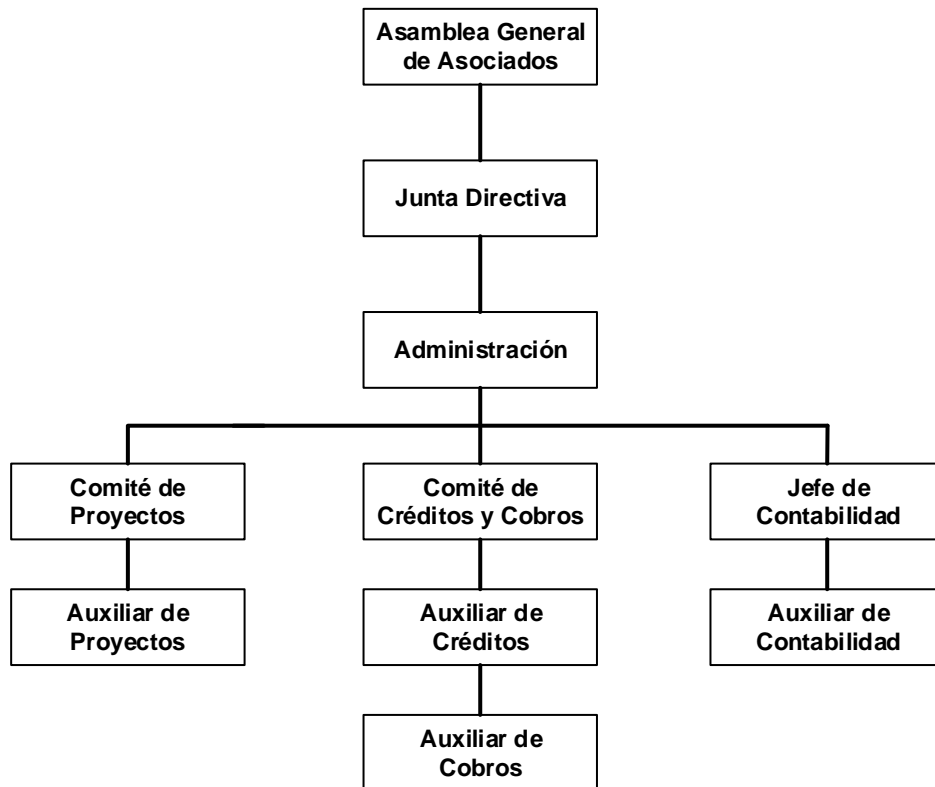 Asamblea General
de Asociados
Junta Directiva
Administración
Comité de
Proyectos
Comité de
Créditos y Cobros
Jefe de
Contabilidad
Auxiliar de
Proyectos
Auxiliar de
Créditos
Auxiliar de
Contabilidad
Auxiliar de
Cobros